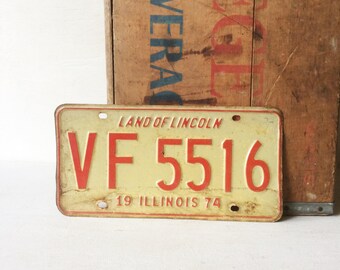 LAND OF LINCOLN
VF 5516
19 ILLINOIS 74